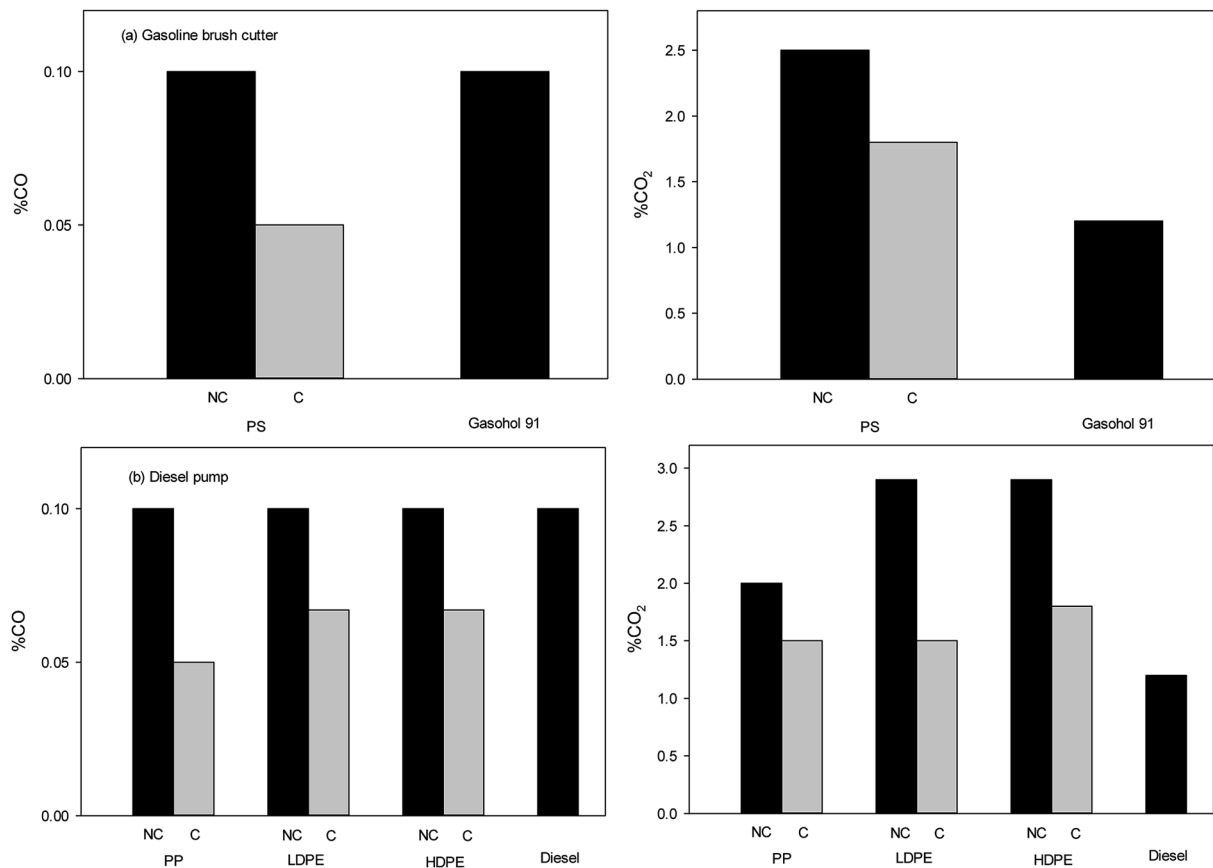 (a) Gasoline brush cutter
%CO
0.10
0.05
0.00
NC C
PS
Gasohol 91
%CO₂
2.5
2.0
1.5
1.0
0.5
0.0
NC C
PS
Gasohol 91
(b) Diesel pump
%CO
0.10
0.05
0.00
NC C NC C NC C
PP LDPE HDPE Diesel
%CO₂
3.0
2.5
2.0
1.5
1.0
0.5
0.0
NC C NC C NC C
PP LDPE HDPE Diesel